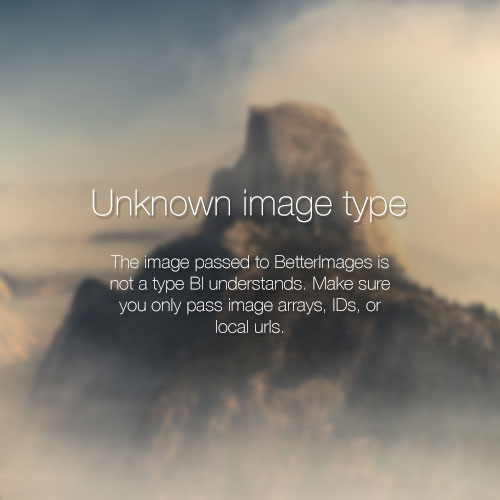 Unknown image type
The image passed to BetterImages is
not a type BI understands. Make sure
you only pass image arrays, IDs, or
local urls.